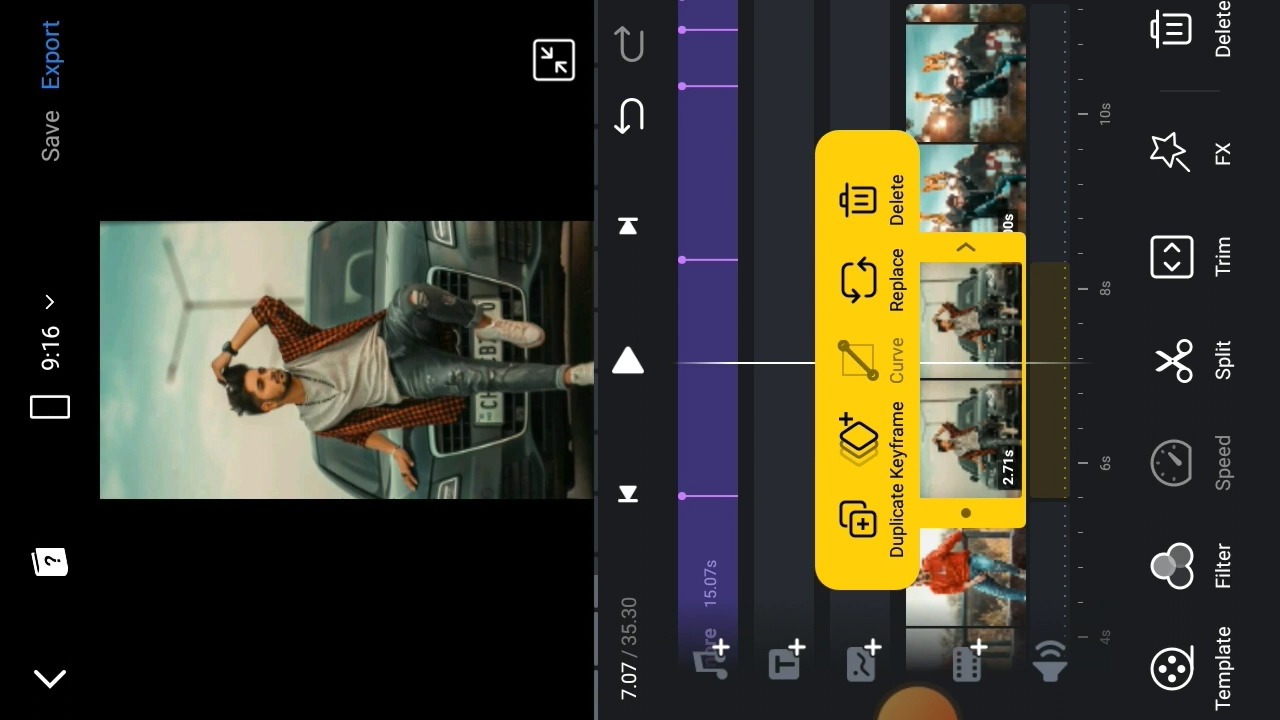 9:16
Save
Export
7.07 / 35.30
15.07s
Duplicate
Keyframe
Curve
Replace
Delete
2.71s
4s
6s
8s
10s
Template
Filter
Speed
Split
Trim
FX
Delete